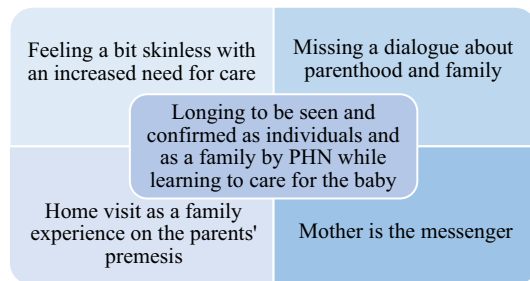 Feeling a bit skinless with
an increased need for care
Missing a dialogue about
parenthood and family
Longing to be seen and
confirmed as individuals and
as a family by PHN while
learning to care for the baby
Home visit as a family
experience on the parents'
premesis
Mother is the messenger